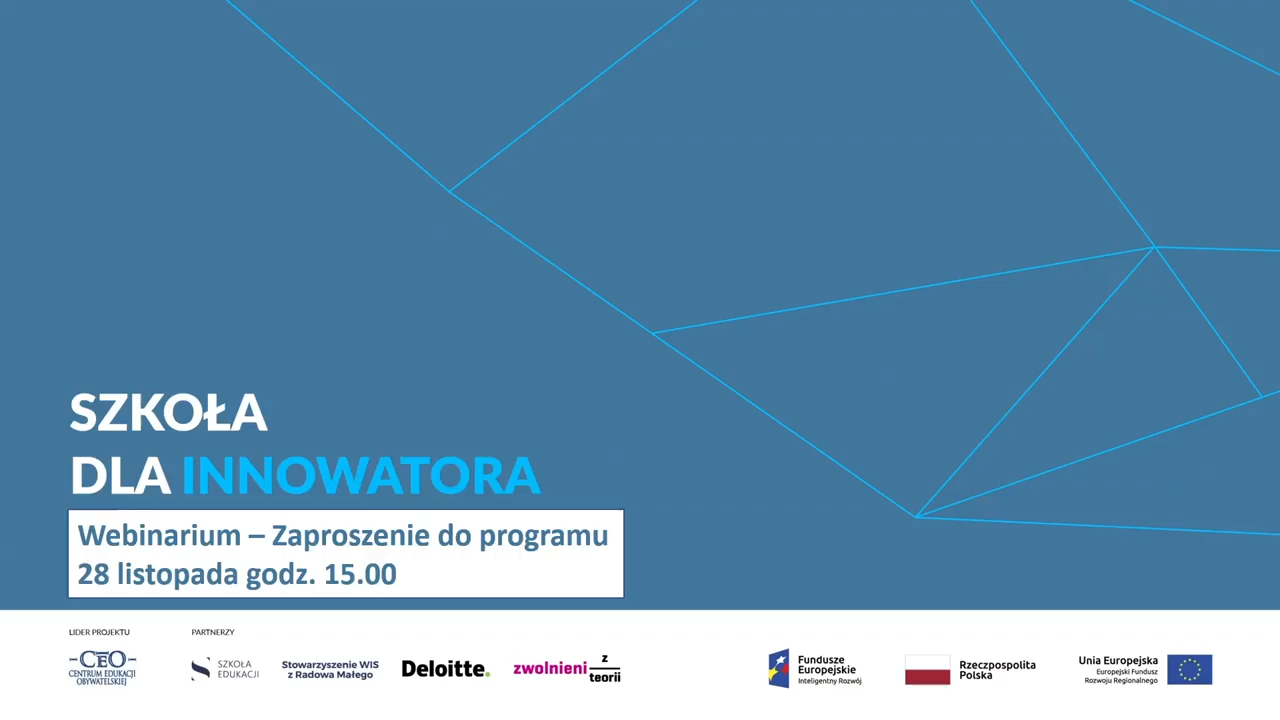 SZKOŁA
DLA INNOWATORA
Webinarium – Zaproszenie do programu
28 listopada godz. 15.00
LIDER PROJEKTU
PARTNERZY
CEO
CENTRUM EDUKACJI
OBYWATELSKIEJ
SZKOŁA
EDUKACJI
Stowarzyszenie WIS
z Radowa Małego
Deloitte.
zwolnieni z teorii
Fundusze
Europejskie
Inteligentny Rozwój
Rzeczpospolita
Polska
Unia Europejska
Europejski Fundusz
Rozwoju Regionalnego